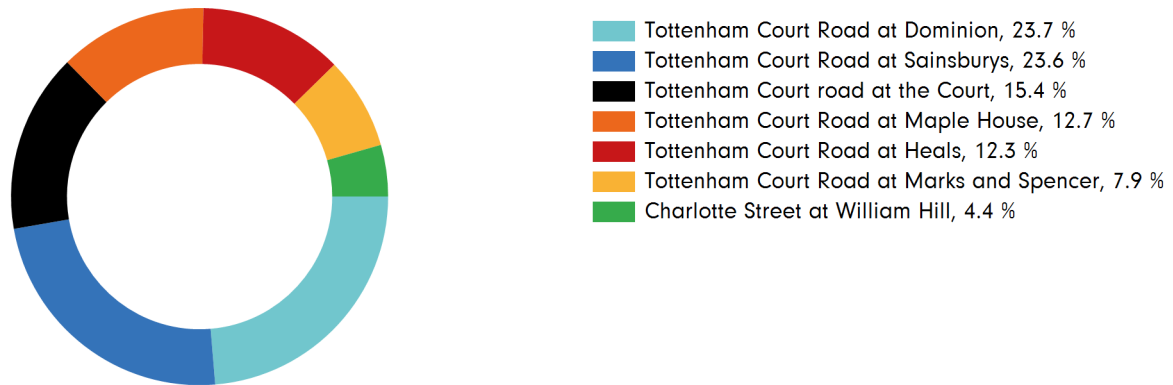 Tottenham Court Road at Dominion, 23.7 %
Tottenham Court Road at Sainsburys, 23.6 %
Tottenham Court road at the Court, 15.4 %
Tottenham Court Road at Maple House, 12.7 %
Tottenham Court Road at Heals, 12.3 %
Tottenham Court Road at Marks and Spencer, 7.9 %
Charlotte Street at William Hill, 4.4 %